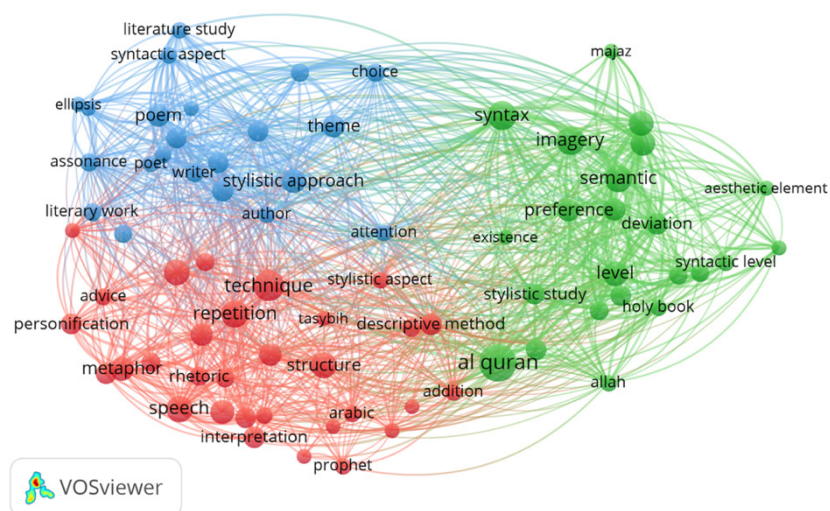 literature study
majaz
syntactic aspect
choice
ellipsis
poem
syntax
theme
imagery
assonance
poet
writer
semantic
stylistic approach
aesthetic element
literary work
author
preference
deviation
attention
existence
syntactic level
level
stylistic aspect
technique
advice
stylistic study
holy book
repetition
tasybih
personification
descriptive method
al quran
metaphor
structure
rhetoric
allah
addition
speech
arabic
interpretation
prophet
VOSviewer